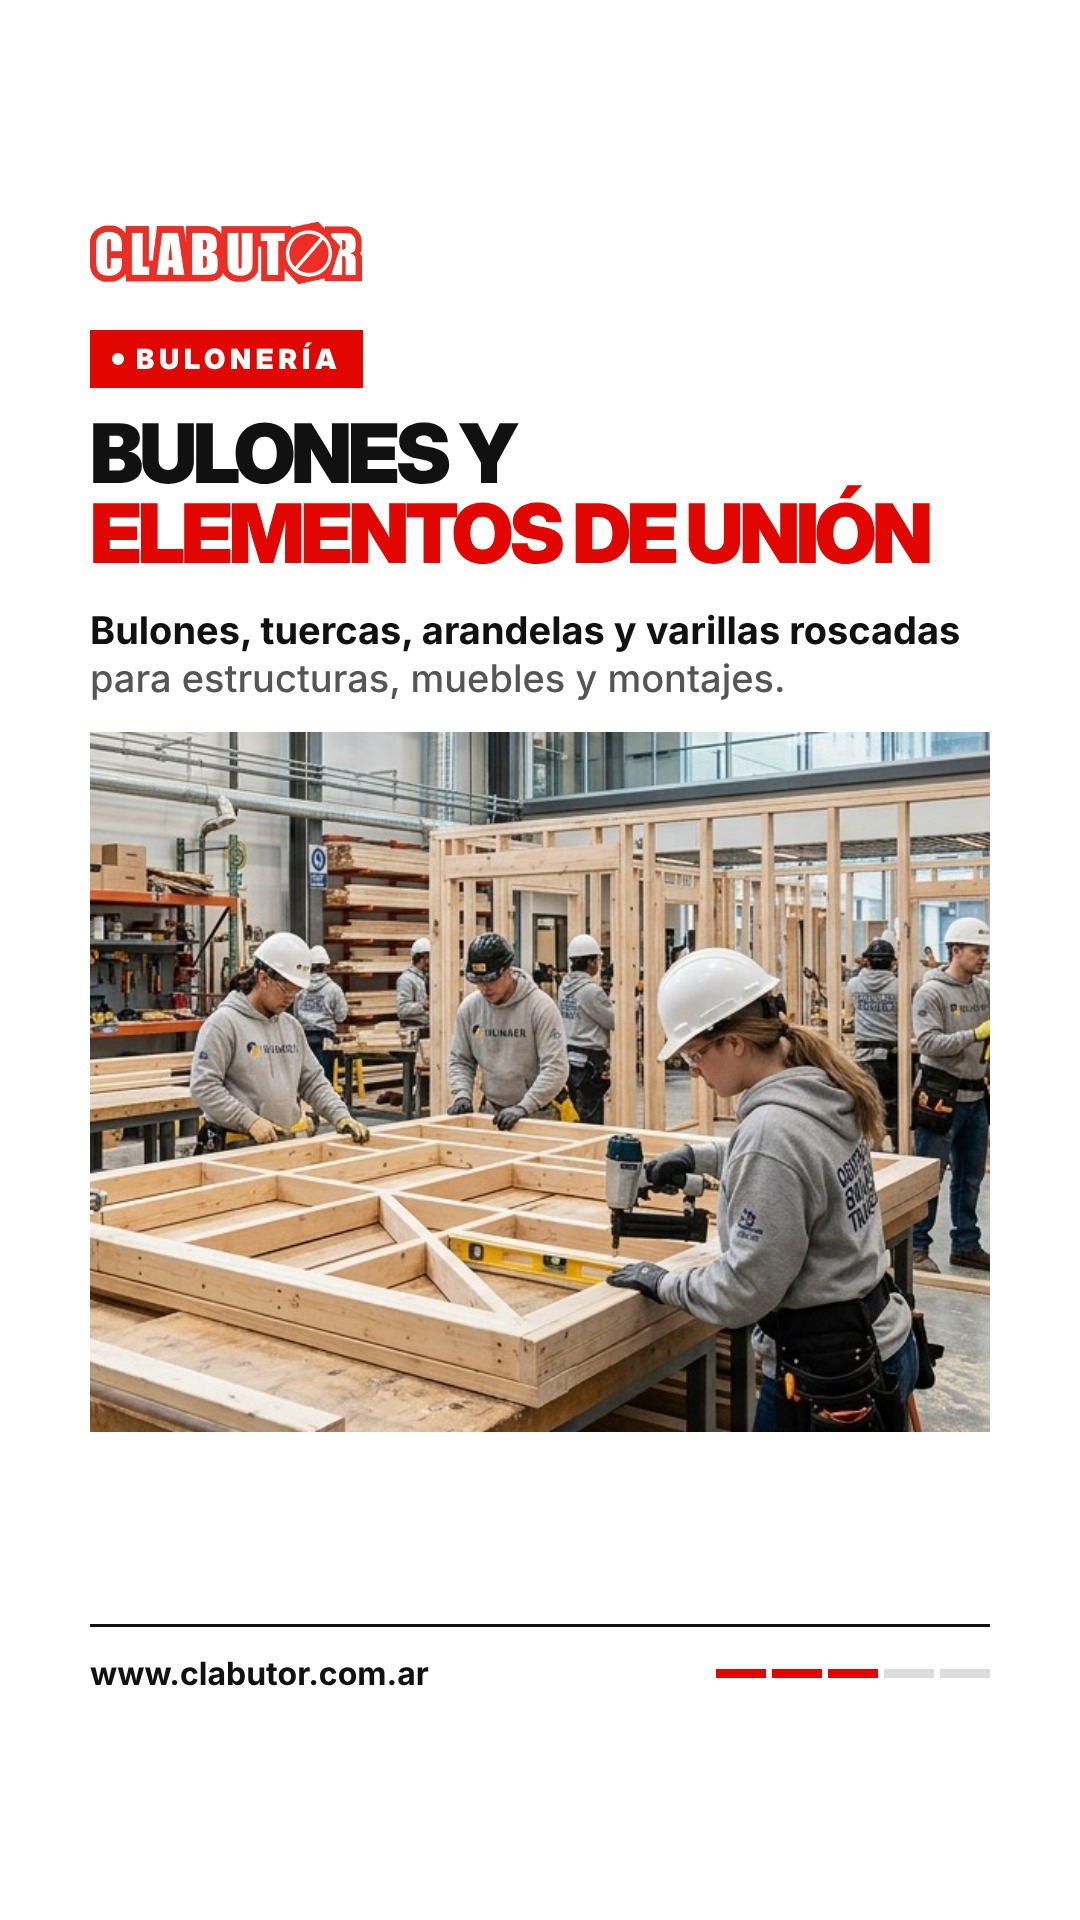 CLABUTOR
• BULONERÍA
BULONES Y
ELEMENTOS DE UNIÓN
Bulones, tuercas, arandelas y varillas roscadas
para estructuras, muebles y montajes.
www.clabutor.com.ar